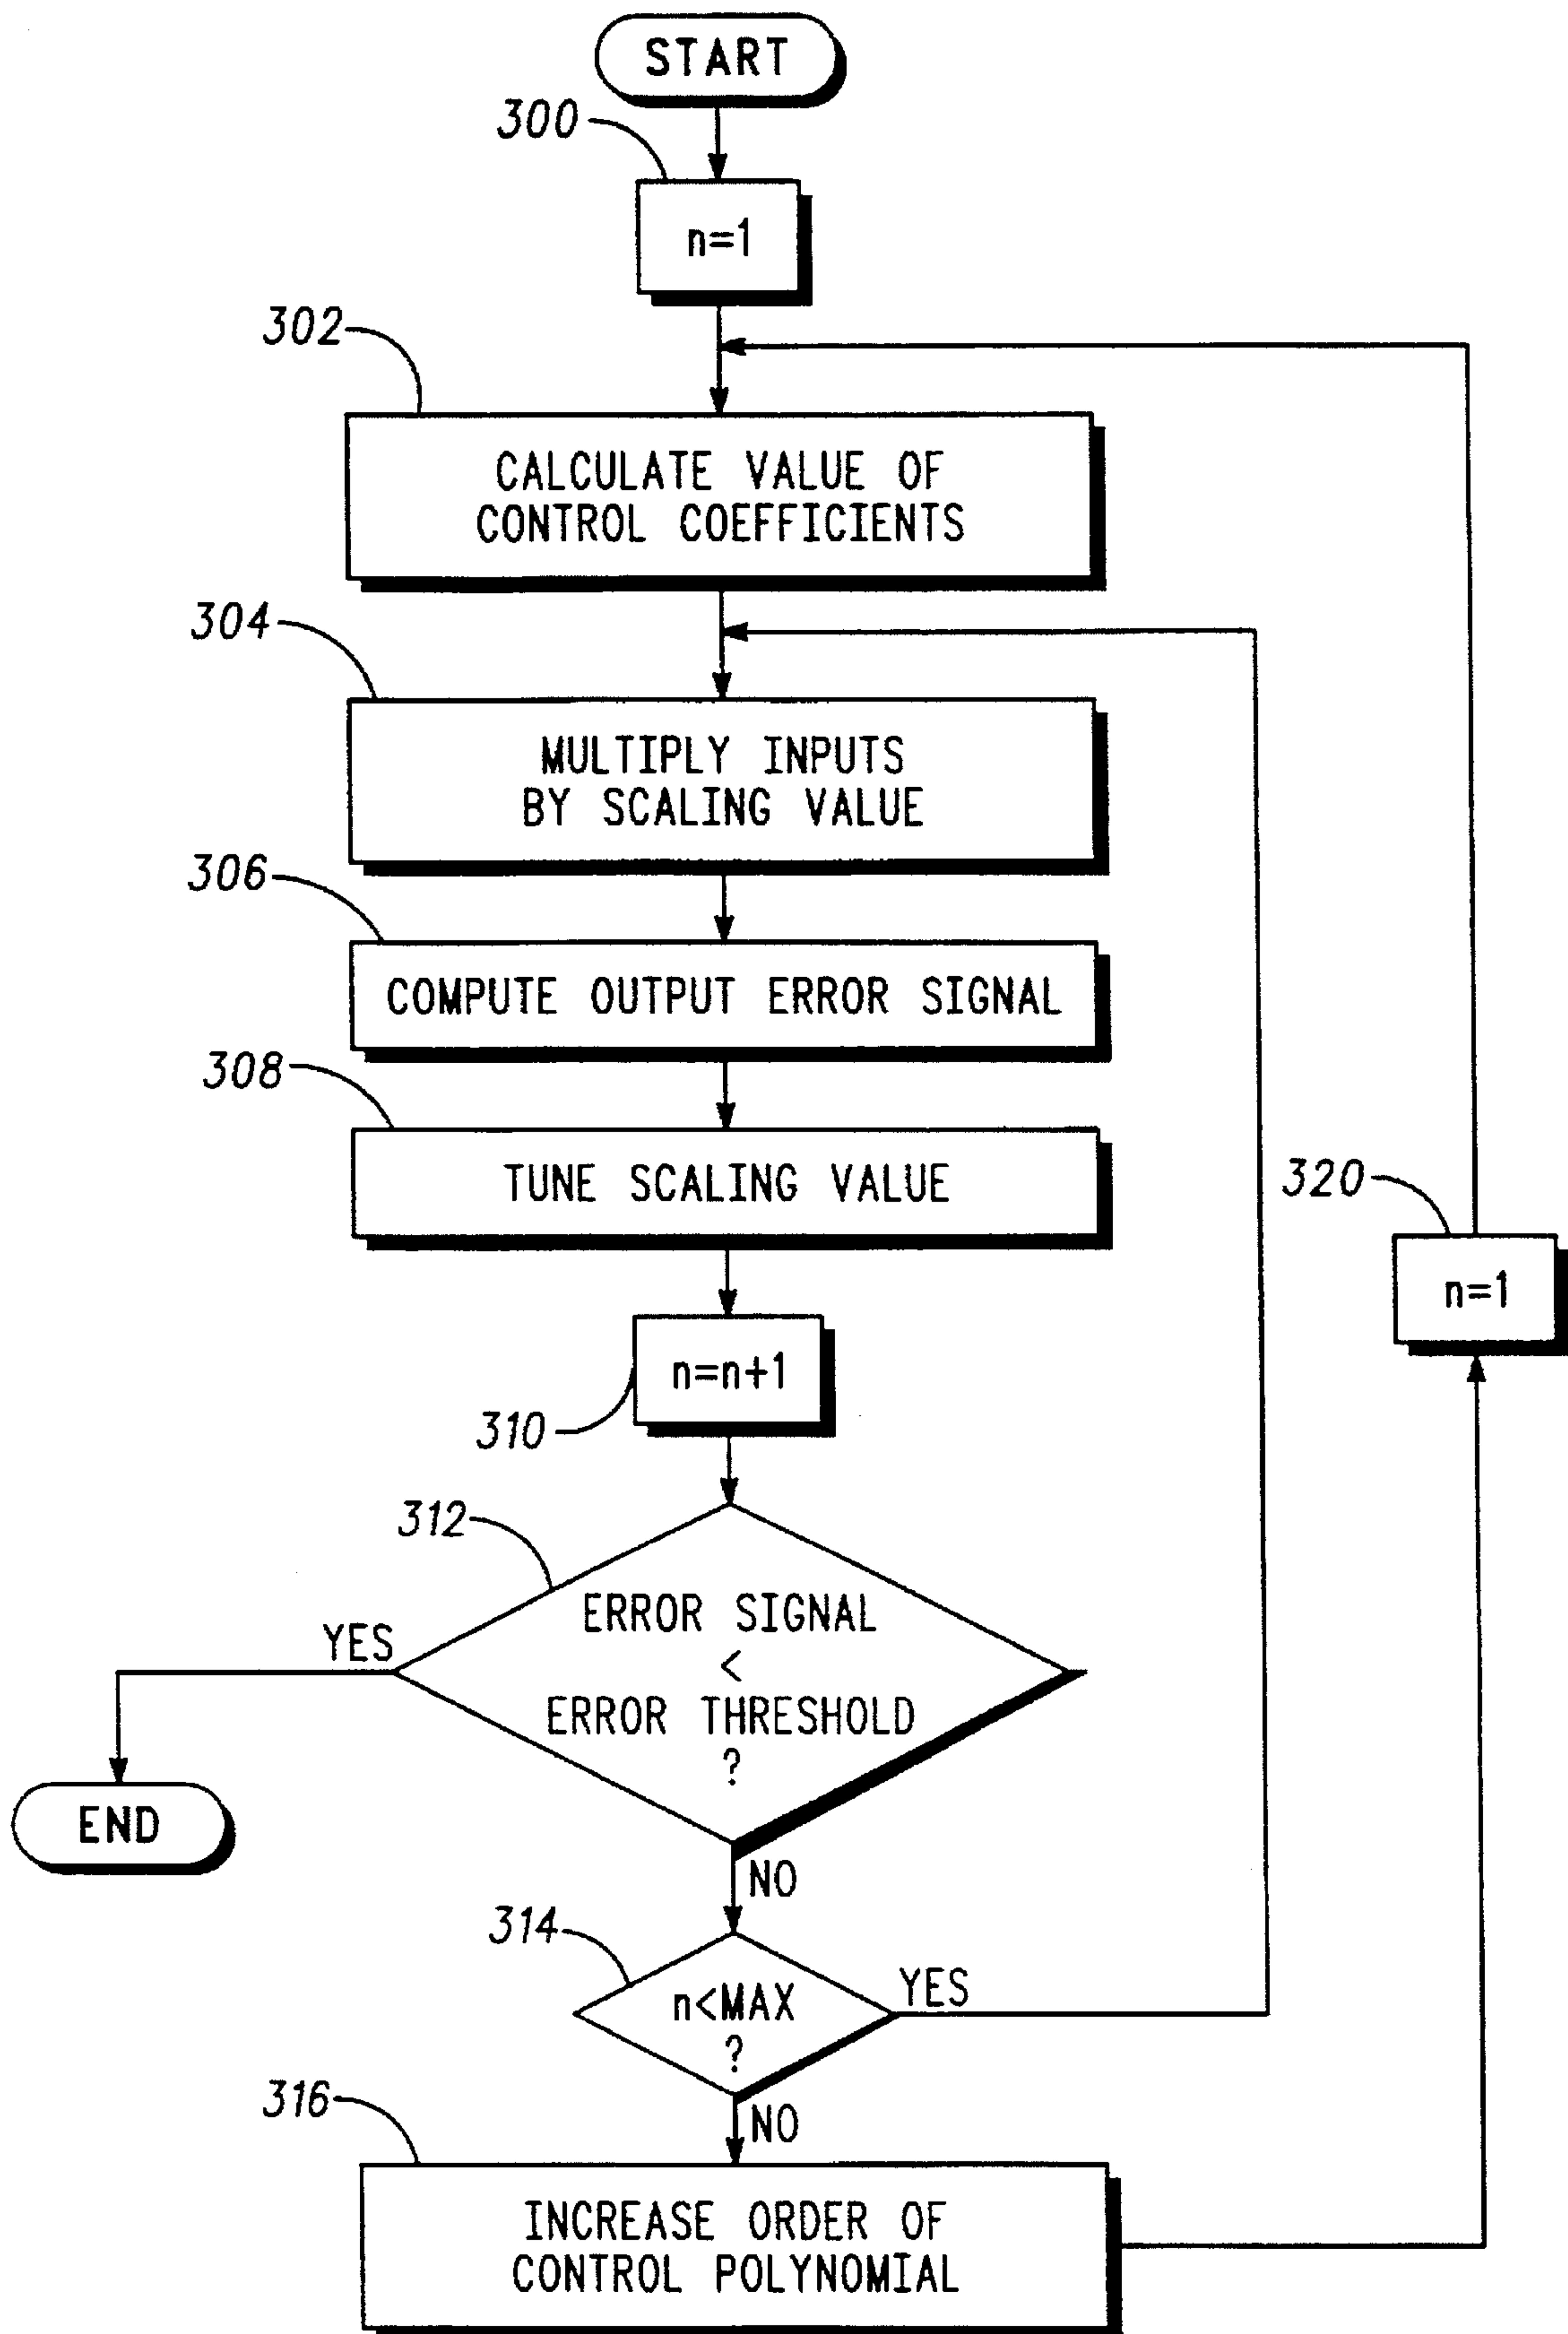 START
300
n=1
302
CALCULATE VALUE OF
CONTROL COEFFICIENTS
304
MULTIPLY INPUTS
BY SCALING VALUE
306
COMPUTE OUTPUT ERROR SIGNAL
308
TUNE SCALING VALUE
320
n=1
n=n+1
310
312
ERROR SIGNAL
<
ERROR THRESHOLD
?
YES
END
NO
314
n<MAX
?
YES
NO
316
INCREASE ORDER OF
CONTROL POLYNOMIAL